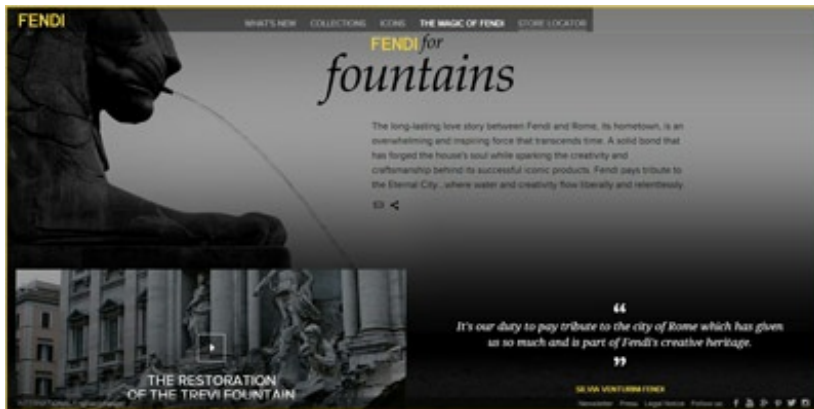 FENDI
WHAT'S NEW COLLECTIONS ICONS THE MAGIC OF FENDI STORE LOCATOR
FENDI for
fountains
The long-lasting love story between Fendi and Rome, its hometown, is an
overwhelming and inspiring force that transcends time. A solid bond that
has forged the house's soul while sparking the creativity and
craftsmanship behind its successful iconic products. Fendi pays tribute to
the Eternal City...where water and creativity flow liberally and relentlessly.
THE RESTORATION
OF THE TREVI FOUNTAIN
“
It's our duty to pay tribute to the city of Rome which has given
us so much and is part of Fendi's creative heritage.
”
SILVIA VENTURINI FENDI
Newsletter Press Legal Notice Follow us